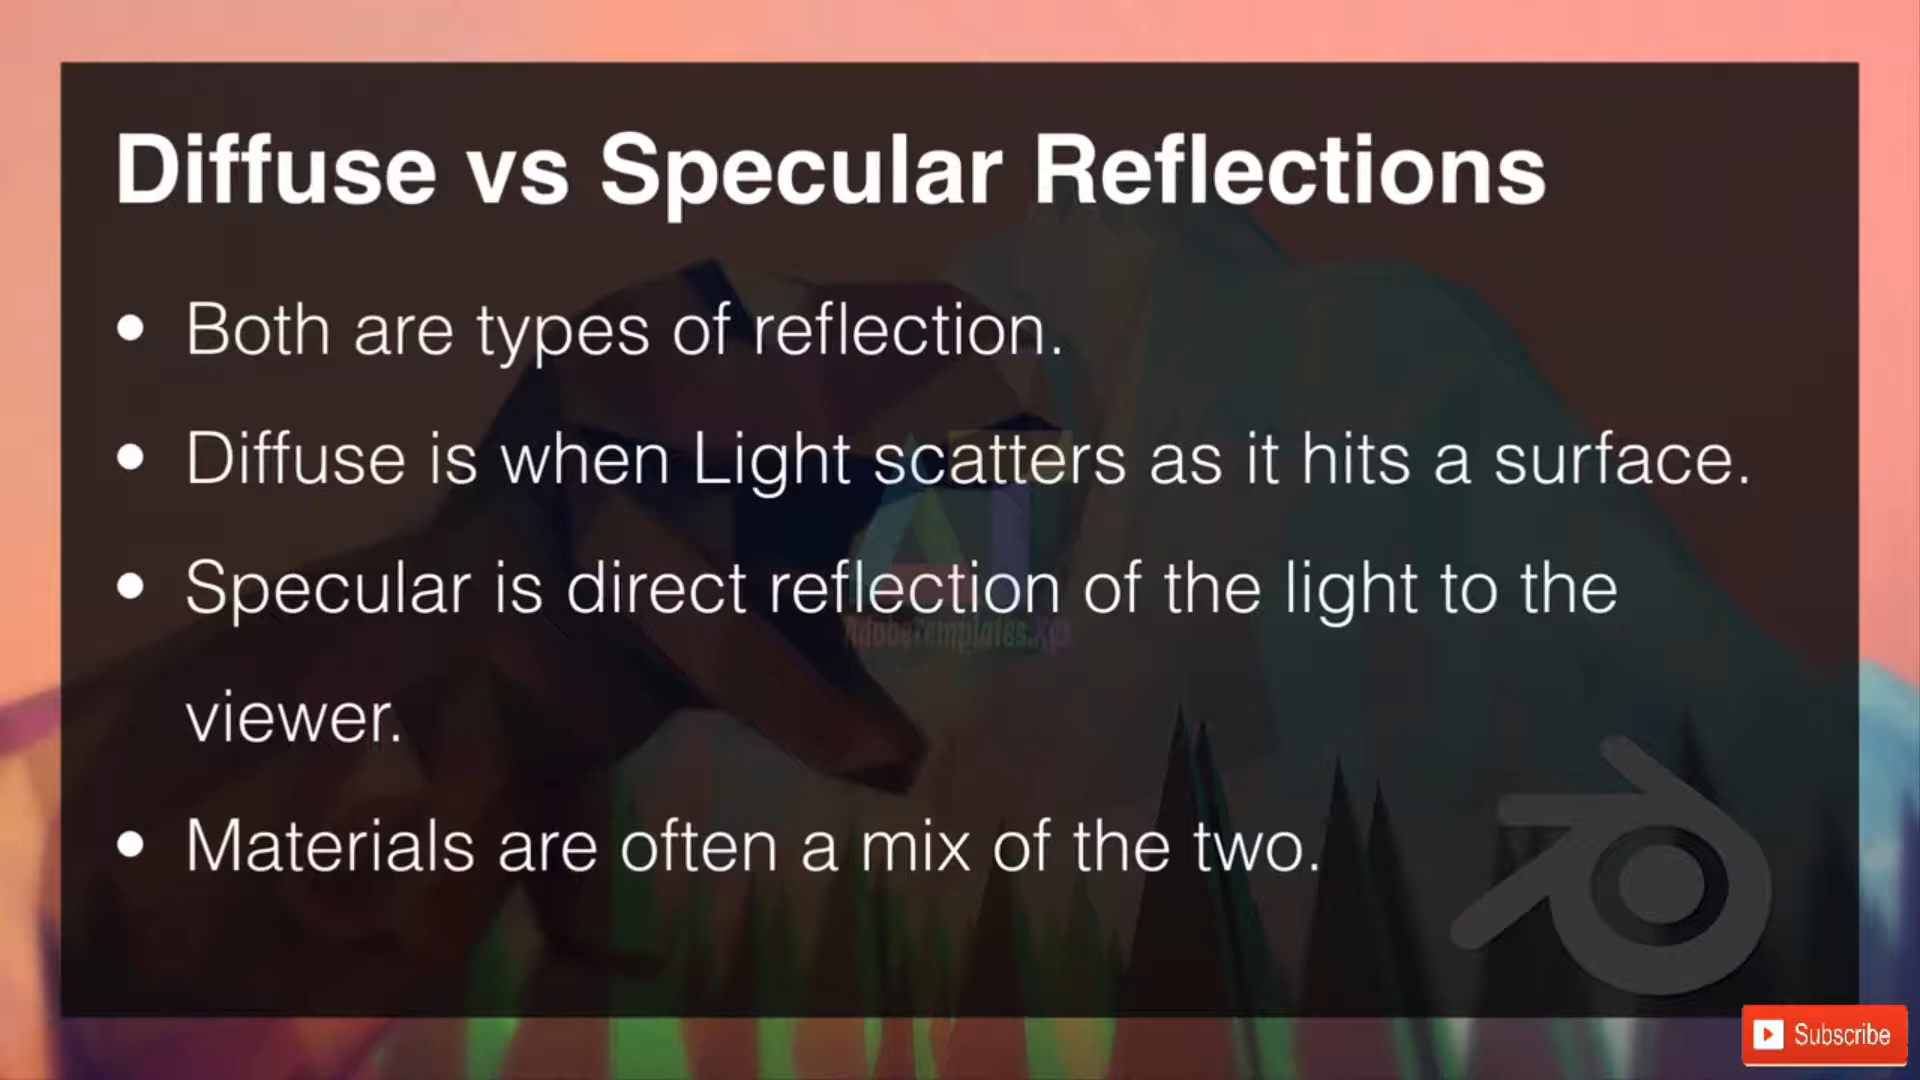 Diffuse vs Specular Reflections
• Both are types of reflection.
• Diffuse is when Light scatters as it hits a surface.
• Specular is direct reflection of the light to the
viewer.
• Materials are often a mix of the two.
Subscribe